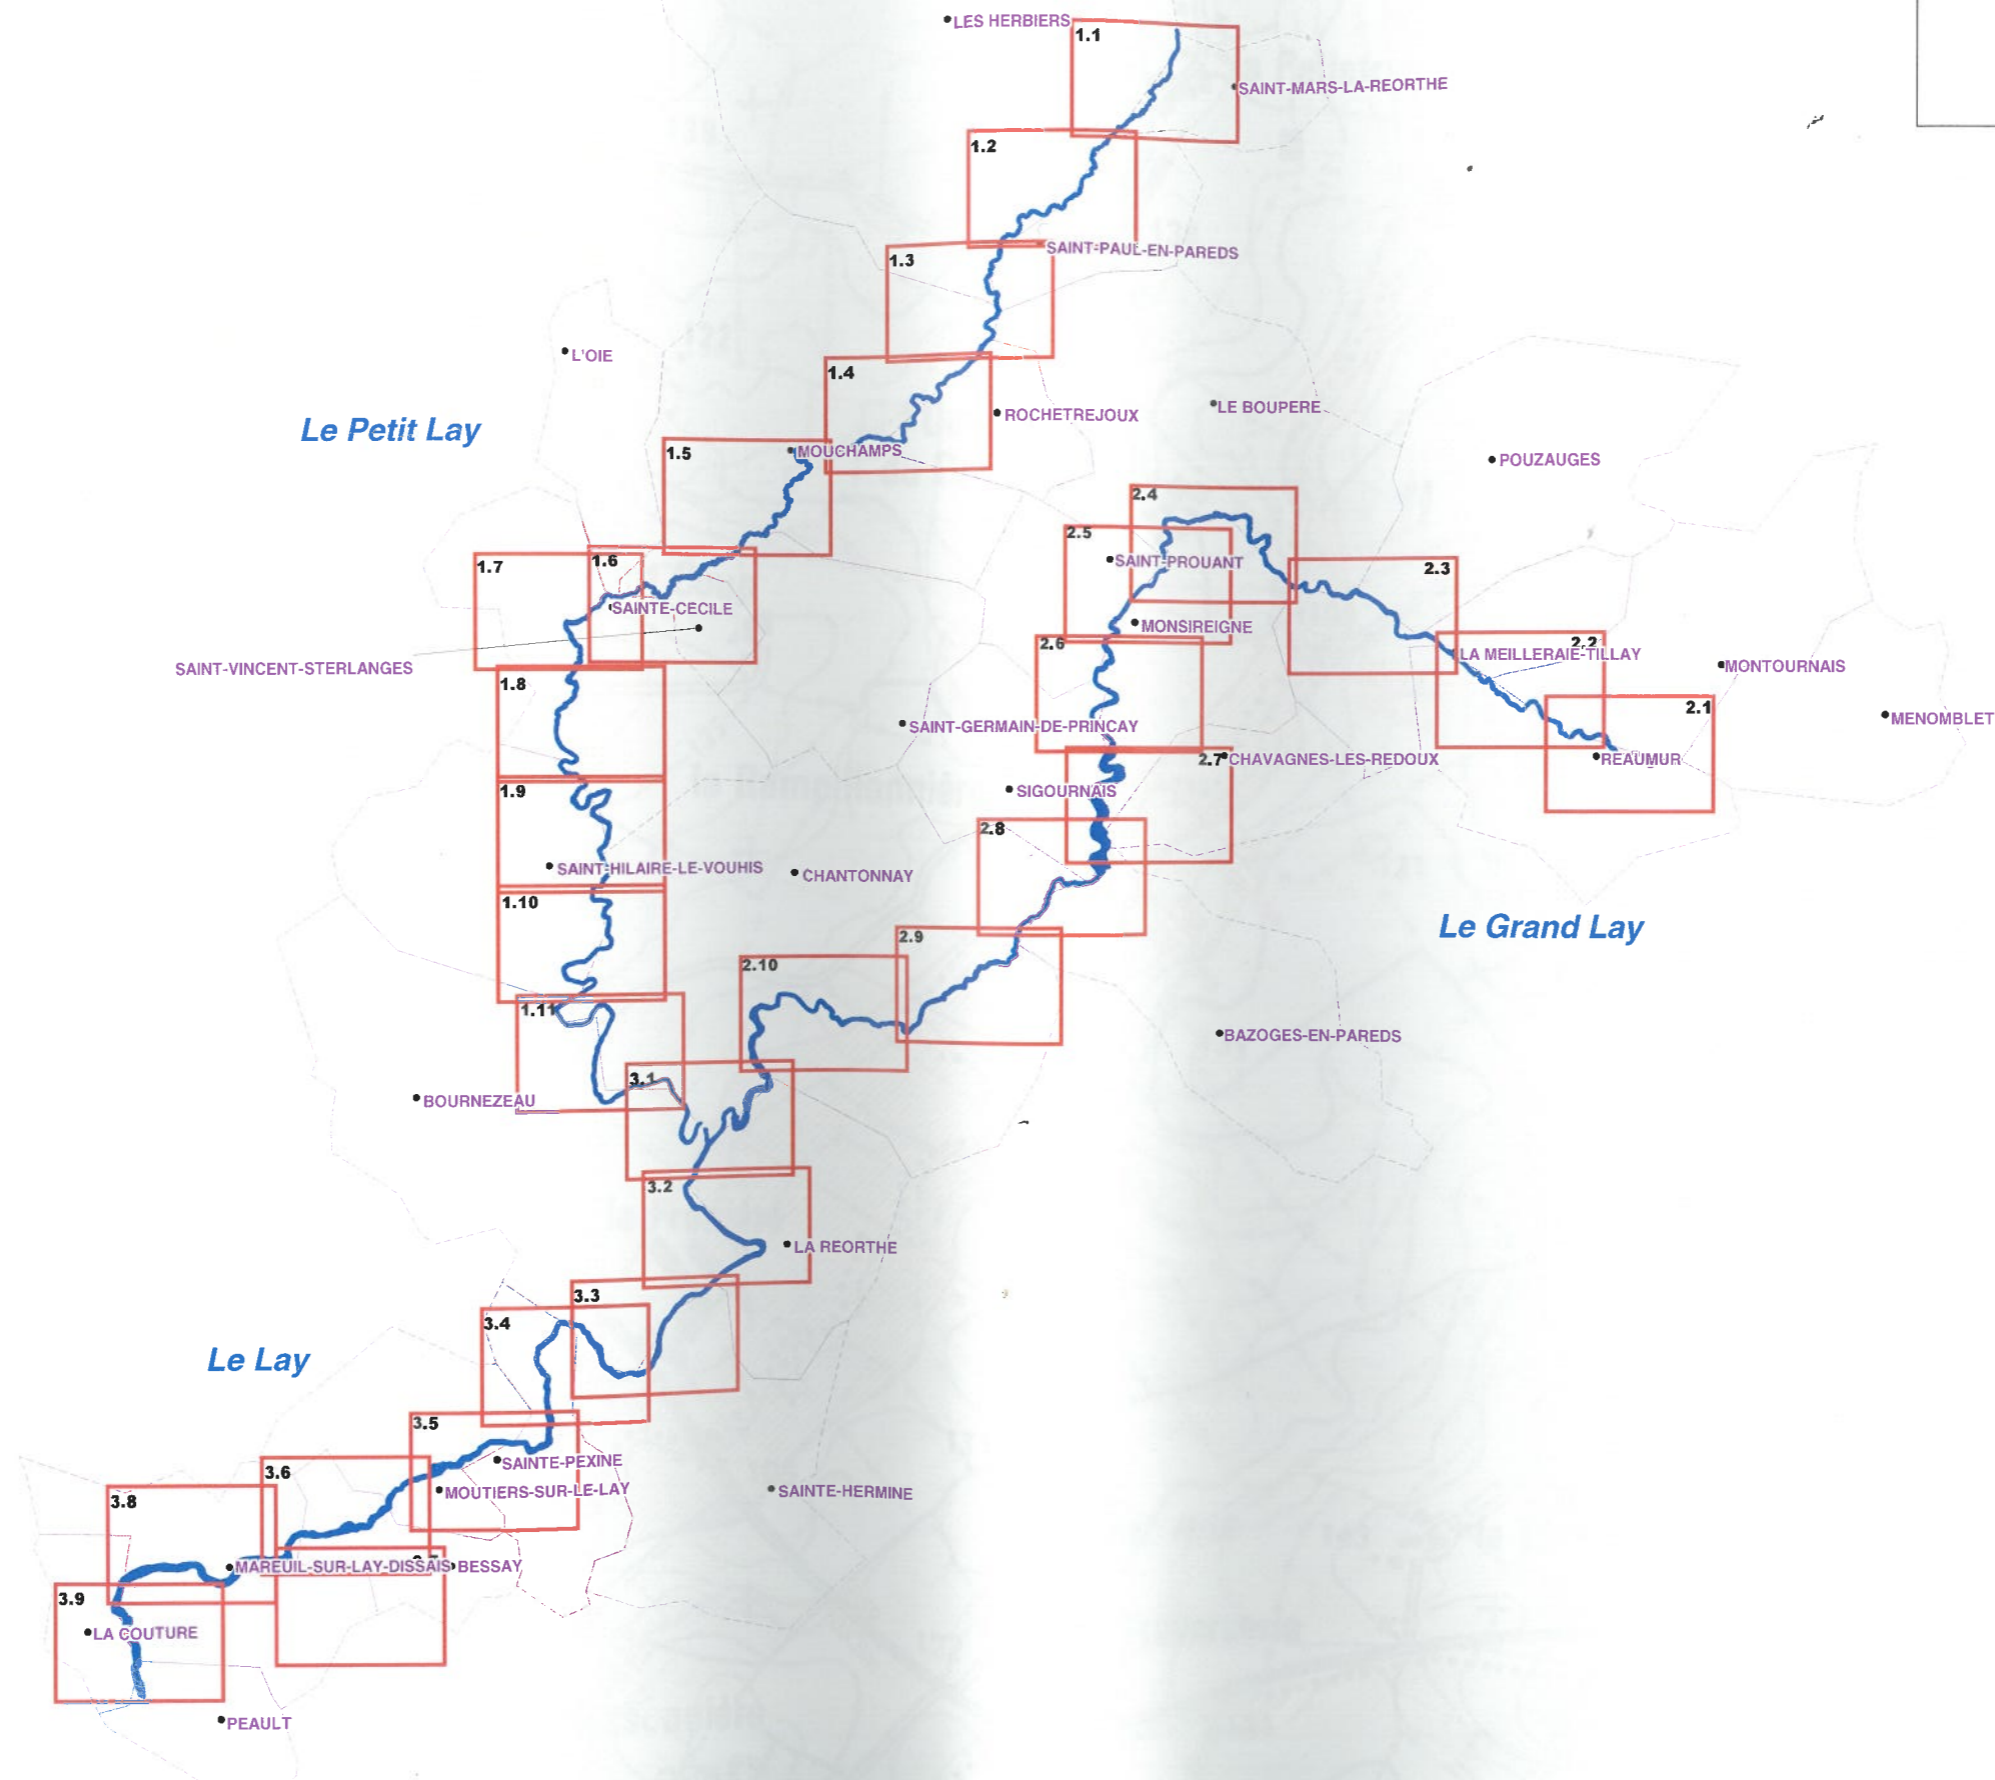 LES HERBIERS
1.1
SAINT-MARS-LA-REORTHE
1.2
SAINT-PAUL-EN-PAREDS
1.3
L'OIE
1.4
LE BOUPERE
ROCHETREJOUX
Le Petit Lay
MOUCHAMPS
1.5
POUZAUGES
2.4
2.5
1.6
1.7
SAINT-PROUANT
2.3
SAINTE-CECILE
MONSIREIGNE
2.6
2.2
LA MEILLERAIE-TILLAY
MONTOURNAIS
SAINT-VINCENT-STERLANGES
1.8
2.1
MENOMBLET
SAINT-GERMAIN-DE-PRINCAY
2.7
CHAVAGNES-LES-REDOUX
REAUMUR
1.9
SIGOURNAIS
2.8
SAINT-HILAIRE-LE-VOUHIS
CHANTONNAY
1.10
Le Grand Lay
2.9
2.10
1.11
BAZOGES-EN-PAREDS
3.1
BOURNEZEAU
3.2
LA REORTHE
3.3
3.4
Le Lay
3.5
SAINTE-PEXINE
3.6
MOUTIERS-SUR-LE-LAY
SAINTE-HERMINE
3.8
MAREUIL-SUR-LAY-DISSAIS
BESSAY
3.9
LA COUTURE
PEAULT